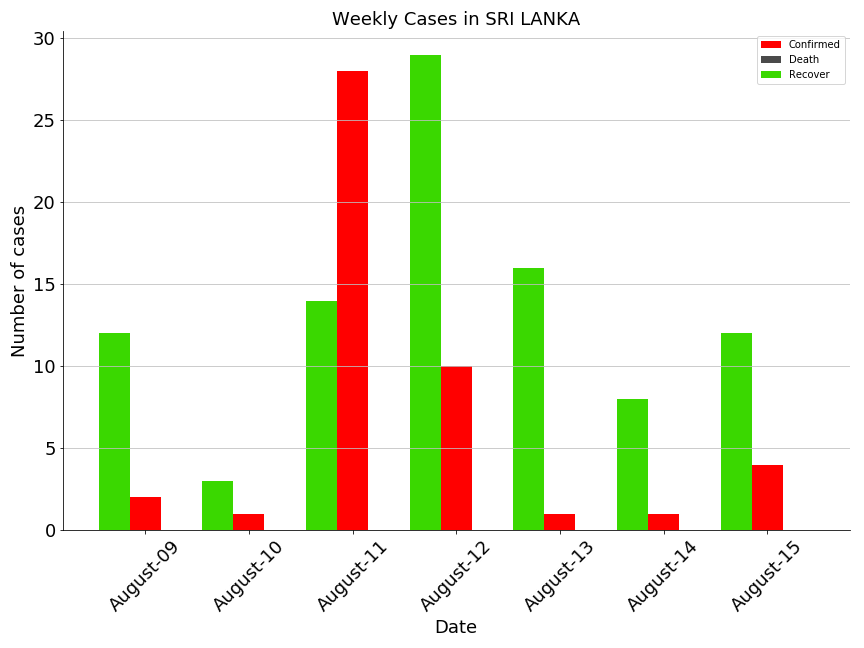 Weekly Cases in SRI LANKA
Confirmed
Death
Recover
Number of cases
30
25
20
15
10
5
0
August-09
August-10
August-11
August-12
August-13
August-14
August-15
Date